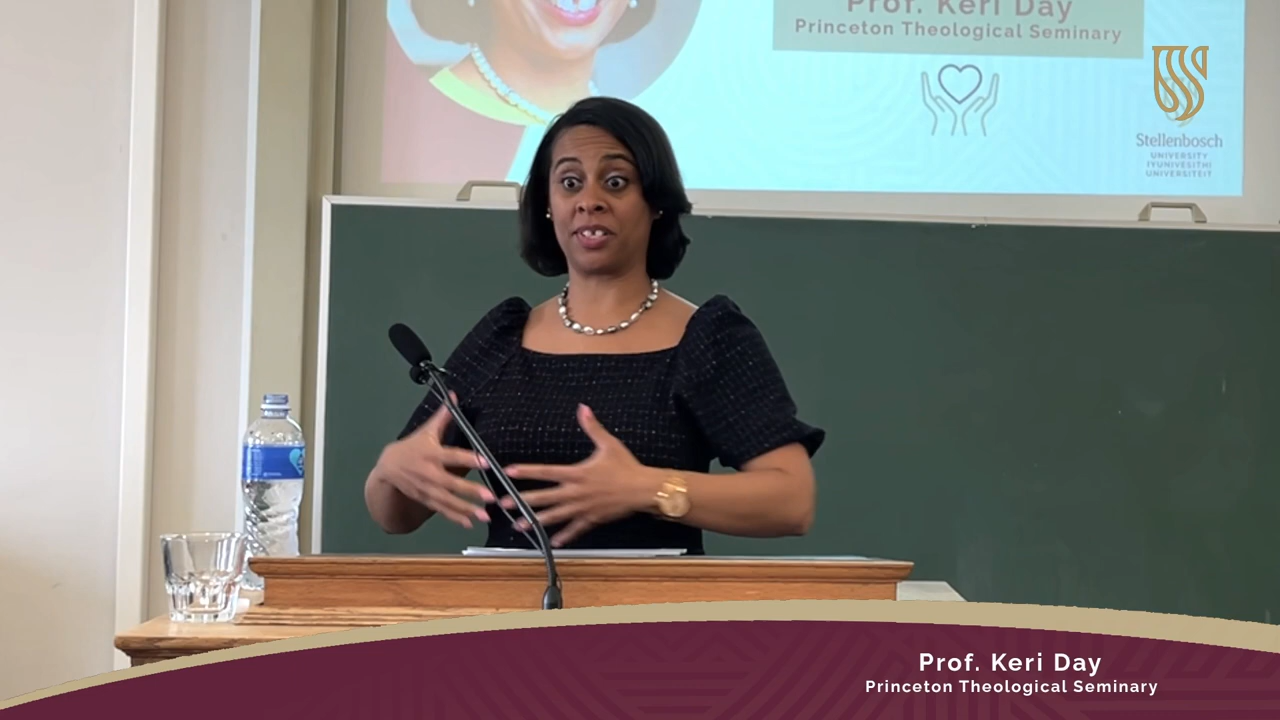 Prof. Keri Day
Princeton Theological Seminary
Stellenbosch
UNIVERSITY
IYUNIVESITHI
UNIVERSITEIT
Prof. Keri Day
Princeton Theological Seminary